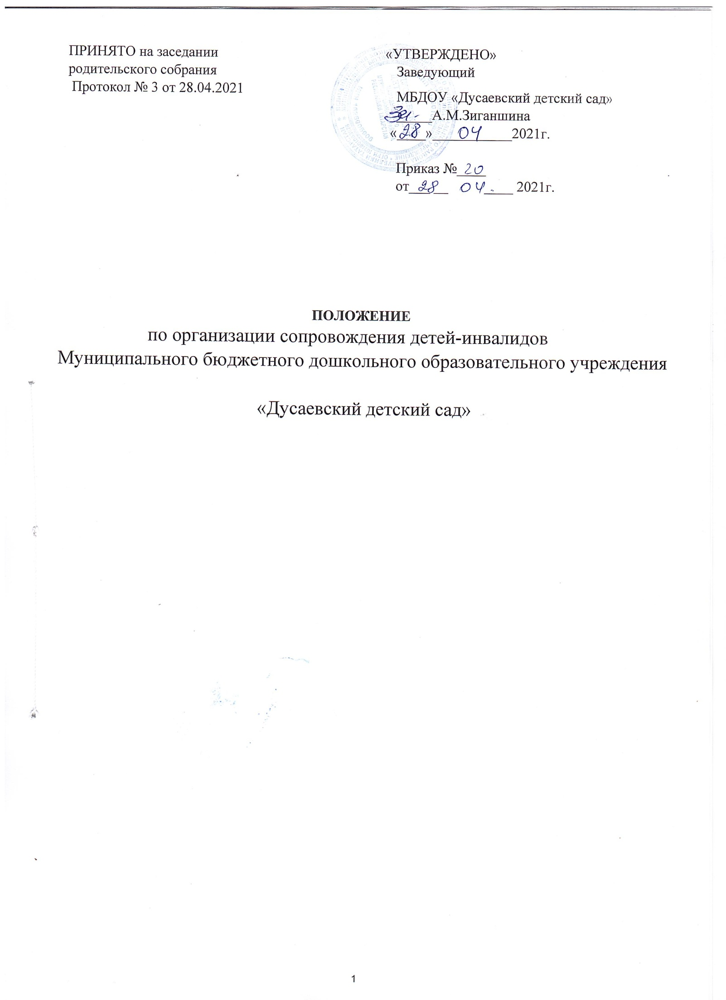 ПРИНЯТО на заседании
родительского собрания
Протокол № 3 от 28.04.2021
«УТВЕРЖДЕНО»
Заведующий
МБДОУ «Дусаевский детский сад»
А.М.Зиганшина
«28» 04 2021г.
Приказ № 20
от 28 04. 2021г.
ПОЛОЖЕНИЕ
по организации сопровождения детей-инвалидов
Муниципального бюджетного дошкольного образовательного учреждения
«Дусаевский детский сад»
1